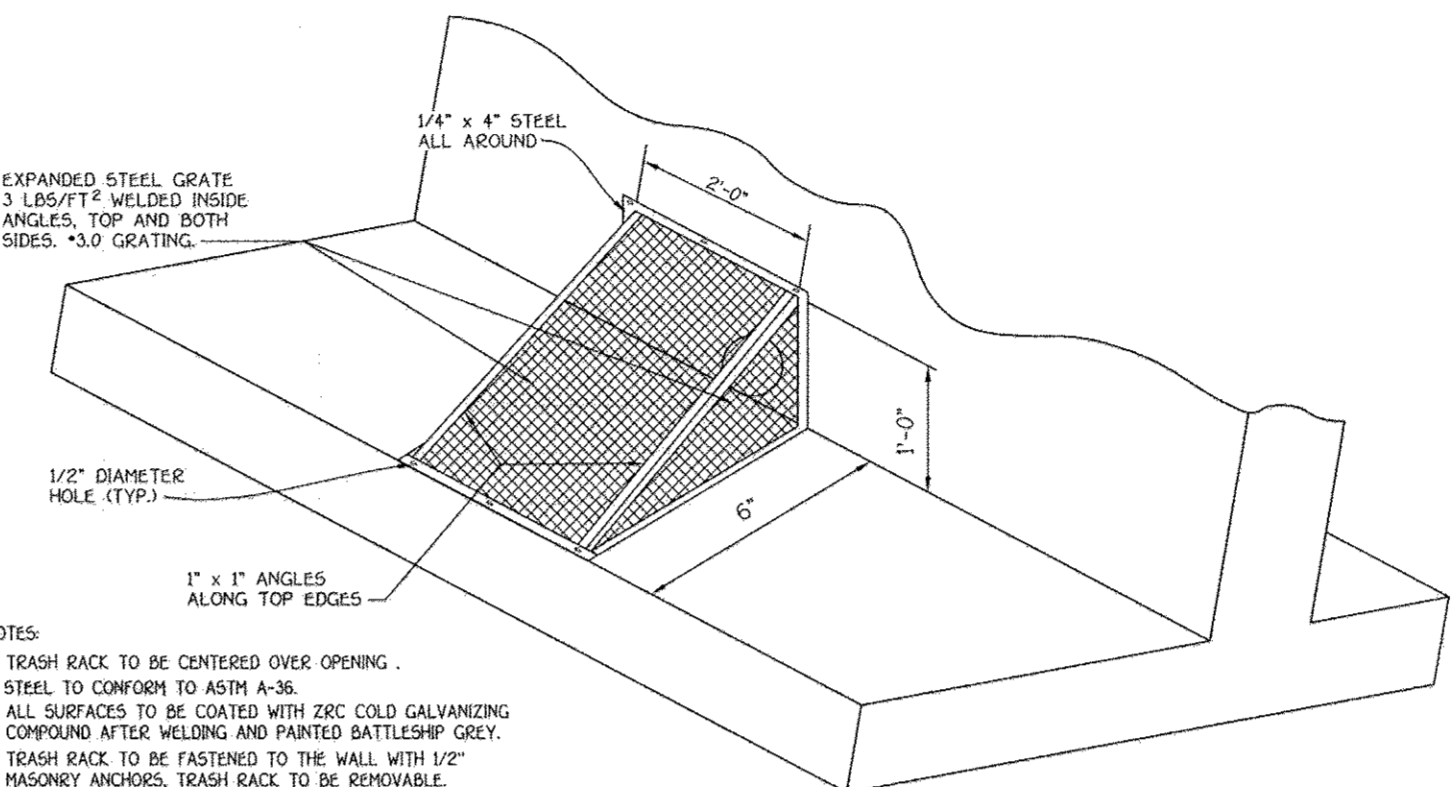 1/4" x 4" STEEL
ALL AROUND
EXPANDED STEEL GRATE
3 LBS/FT² WELDED INSIDE
ANGLES, TOP AND BOTH
SIDES. •3.0 GRATING.
2'-0"
1'-0"
6"
1/2" DIAMETER
HOLE (TYP.)
1" x 1" ANGLES
ALONG TOP EDGES
OTES:
TRASH RACK TO BE CENTERED OVER OPENING .
STEEL TO CONFORM TO ASTM A-36.
ALL SURFACES TO BE COATED WITH ZRC COLD GALVANIZING
COMPOUND AFTER WELDING AND PAINTED BATTLESHIP GREY.
TRASH RACK TO BE FASTENED TO THE WALL WITH 1/2"
MASONRY ANCHORS. TRASH RACK TO BE REMOVABLE.